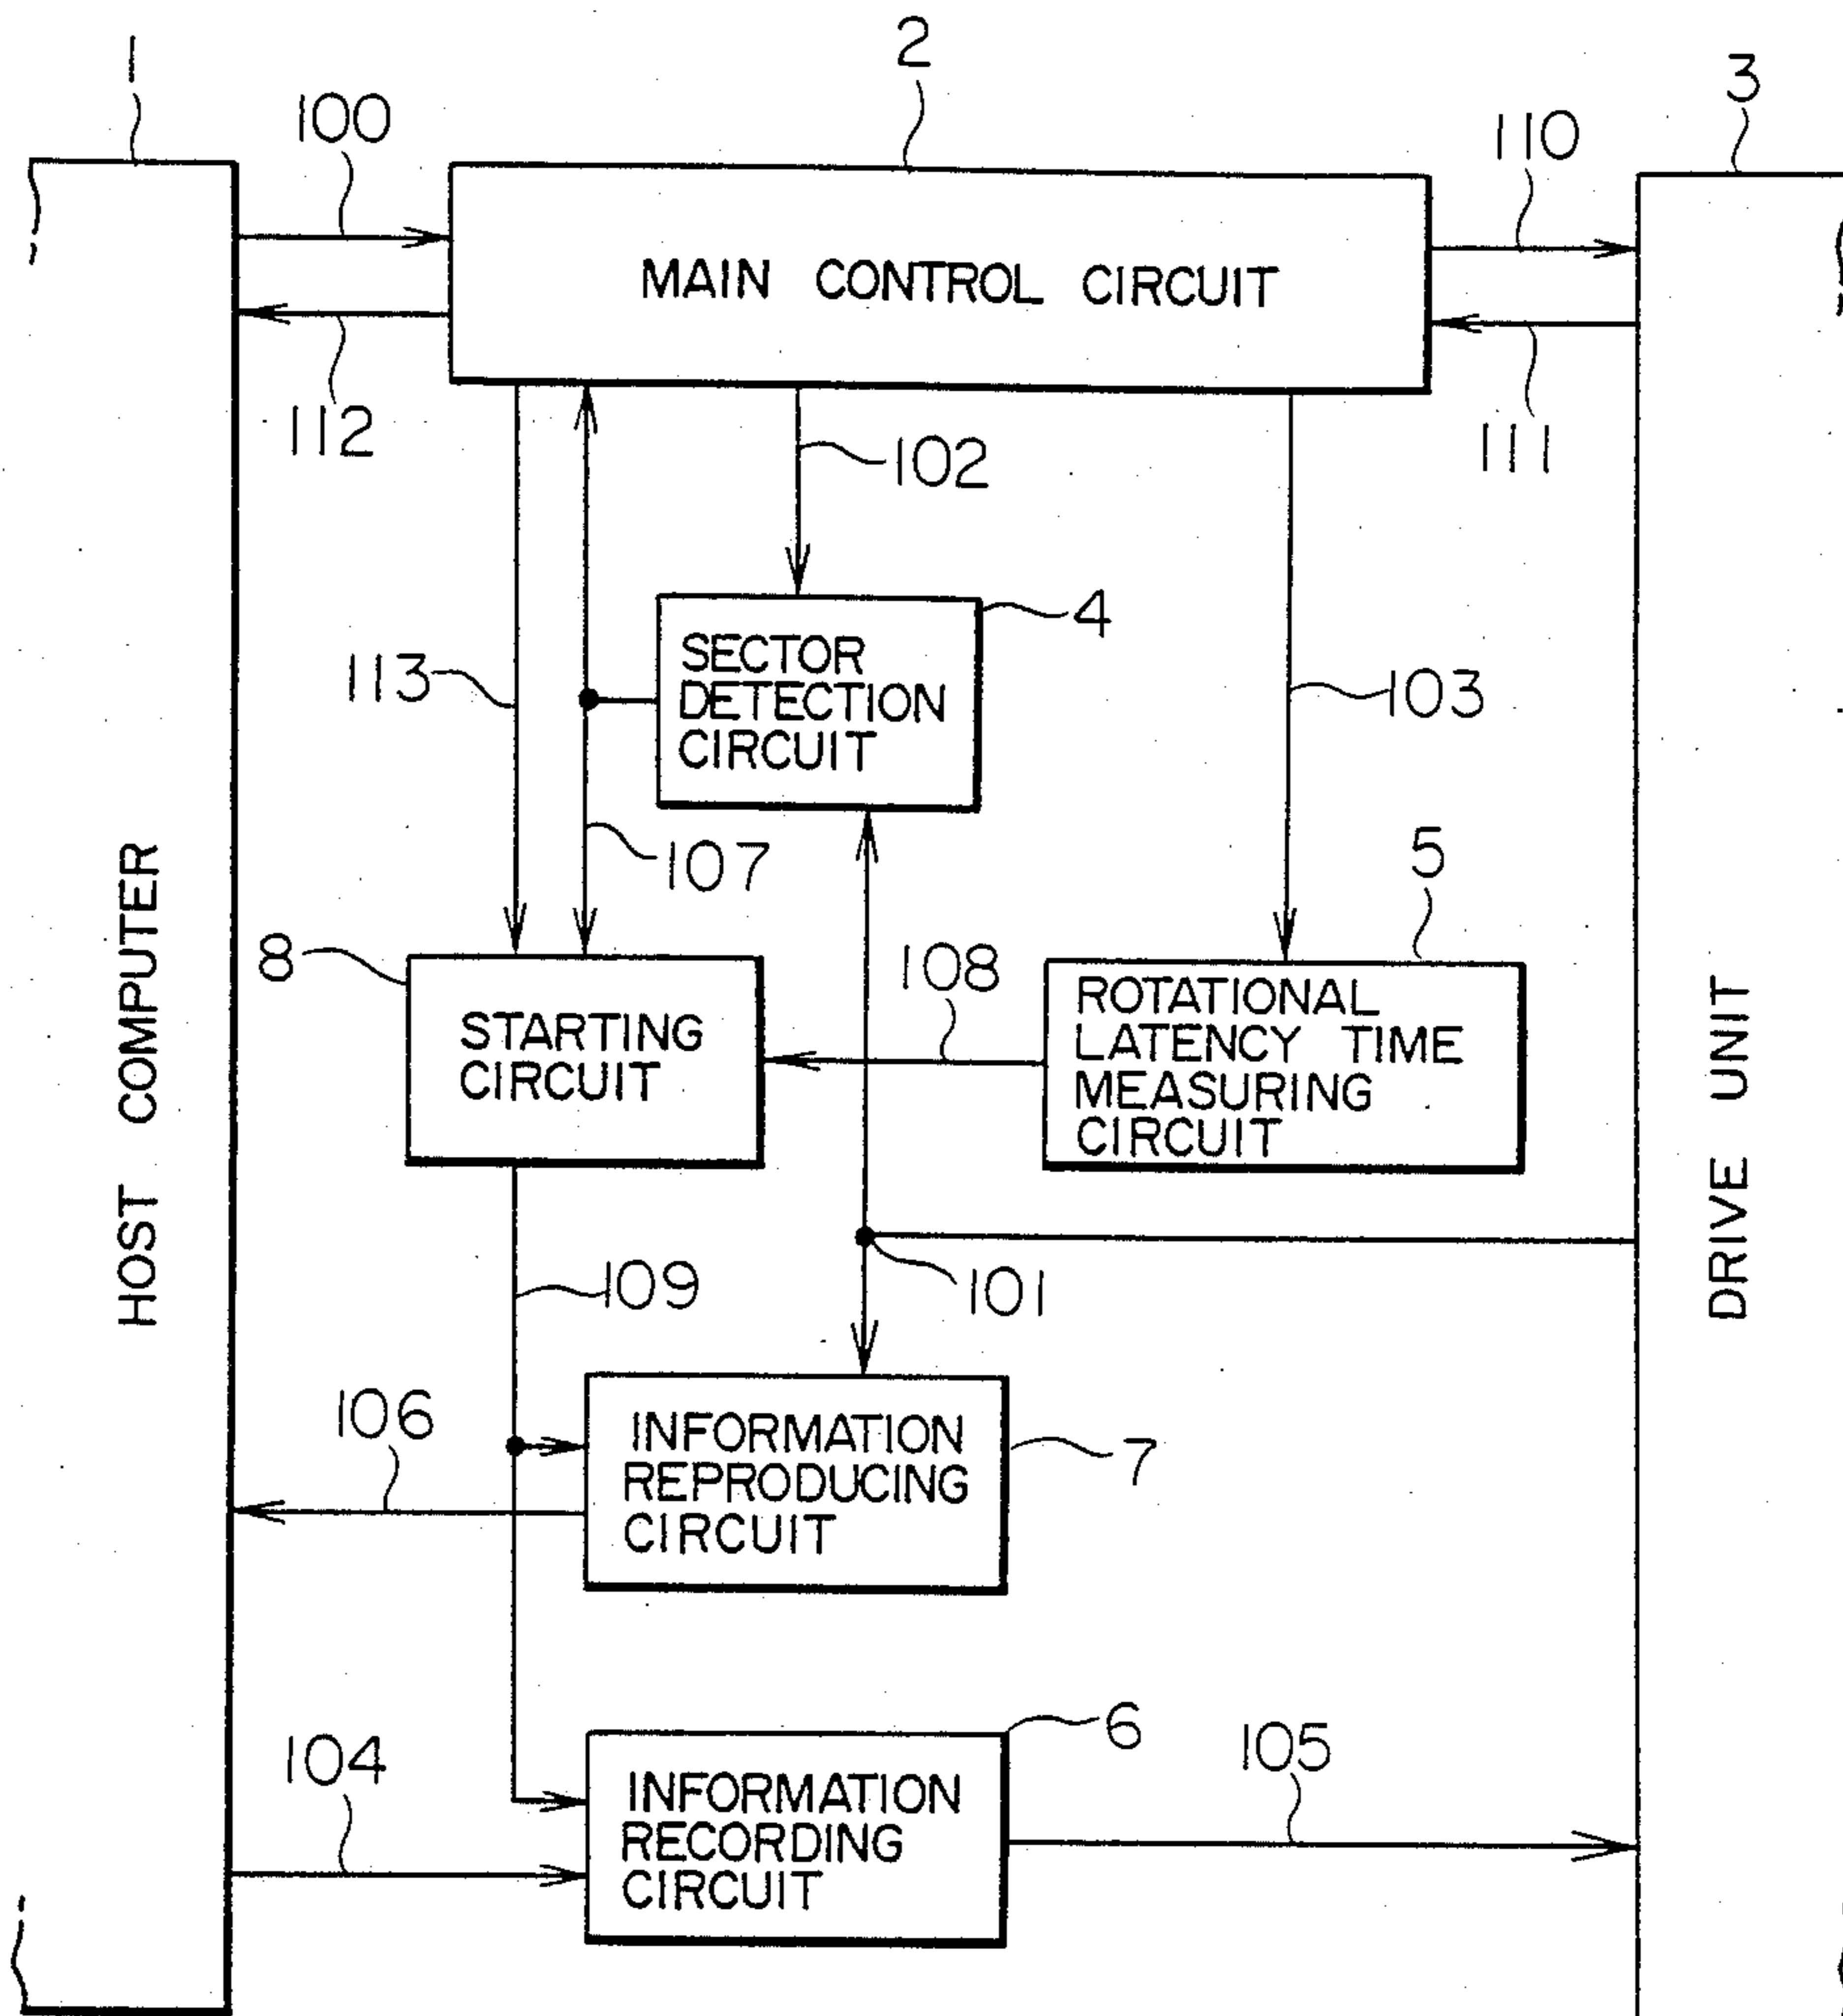 1
2
3
100
110
MAIN CONTROL CIRCUIT
112
111
102
4
SECTOR
DETECTION
CIRCUIT
113
103
107
5
8
108
STARTING
CIRCUIT
ROTATIONAL
LATENCY TIME
MEASURING
CIRCUIT
HOST COMPUTER
DRIVE UNIT
109
101
106
INFORMATION
REPRODUCING
CIRCUIT
7
6
104
105
INFORMATION
RECORDING
CIRCUIT